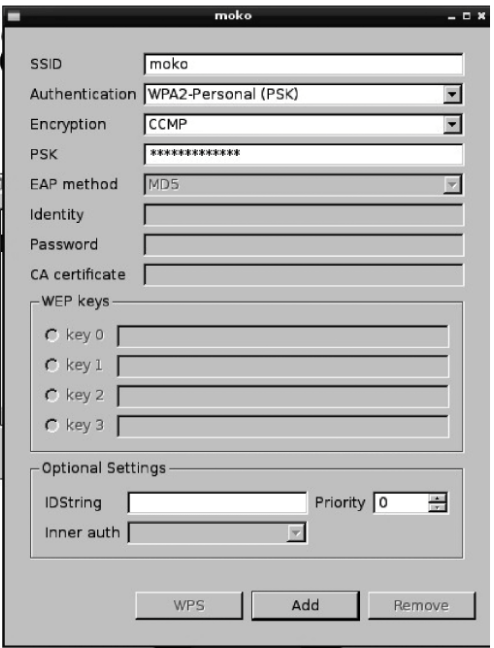 moko
SSID moko
Authentication WPA2-Personal (PSK)
Encryption CCMP
PSK *************
EAP method MD5
Identity
Password
CA certificate
WEP keys
key 0
key 1
key 2
key 3
Optional Settings
IDString Priority 0
Inner auth
WPS Add Remove